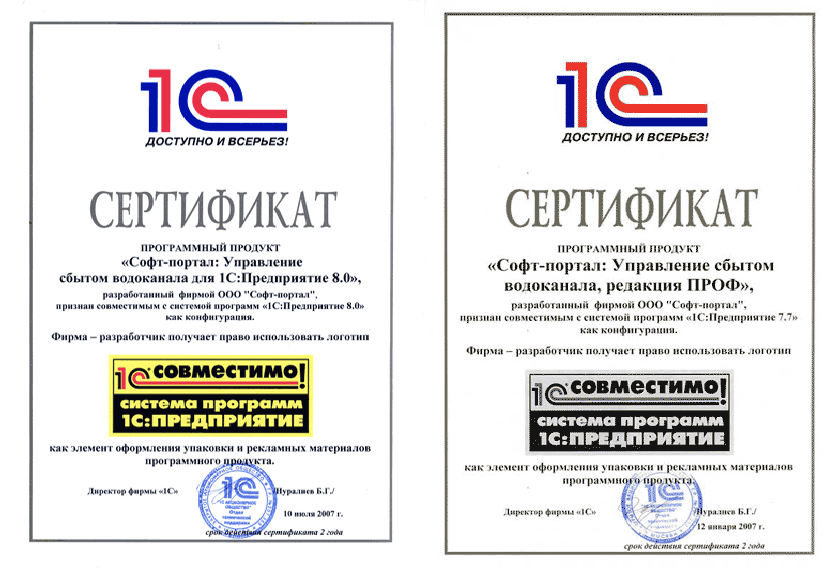 1С
ДОСТУПНО И ВСЕРЬЕЗ!
СЕРТИФИКАТ
ПРОГРАММНЫЙ ПРОДУКТ
«Софт-портал: Управление
сбытом водоканала для 1С:Предприятие 8.0»,
разработанный фирмой ООО "Софт-портал",
признан совместимым с системой программ «1С:Предприятие 8.0»
как конфигурация.
Фирма – разработчик получает право использовать логотип
1С совместимо!
система программ
1С:ПРЕДПРИЯТИЕ
как элемент оформления упаковки и рекламных материалов
программного продукта.
Директор фирмы «1С» /Нуралиев Б.Г./
1С
10 июля 2007 г.
срок действия сертификата 2 года
1С
ДОСТУПНО И ВСЕРЬЕЗ!
СЕРТИФИКАТ
ПРОГРАММНЫЙ ПРОДУКТ
«Софт-портал: Управление сбытом
водоканала, редакция ПРОФ»,
разработанный фирмой ООО "Софт-портал",
признан совместимым с системой программ «1С:Предприятие 7.7»
как конфигурация.
Фирма – разработчик получает право использовать логотип
1С совместимо!
система программ
1С:ПРЕДПРИЯТИЕ
как элемент оформления упаковки и рекламных материалов
программного продукта.
Директор фирмы «1С» /Нуралиев Б.Г./
1С
12 января 2007 г.
срок действия сертификата 2 года